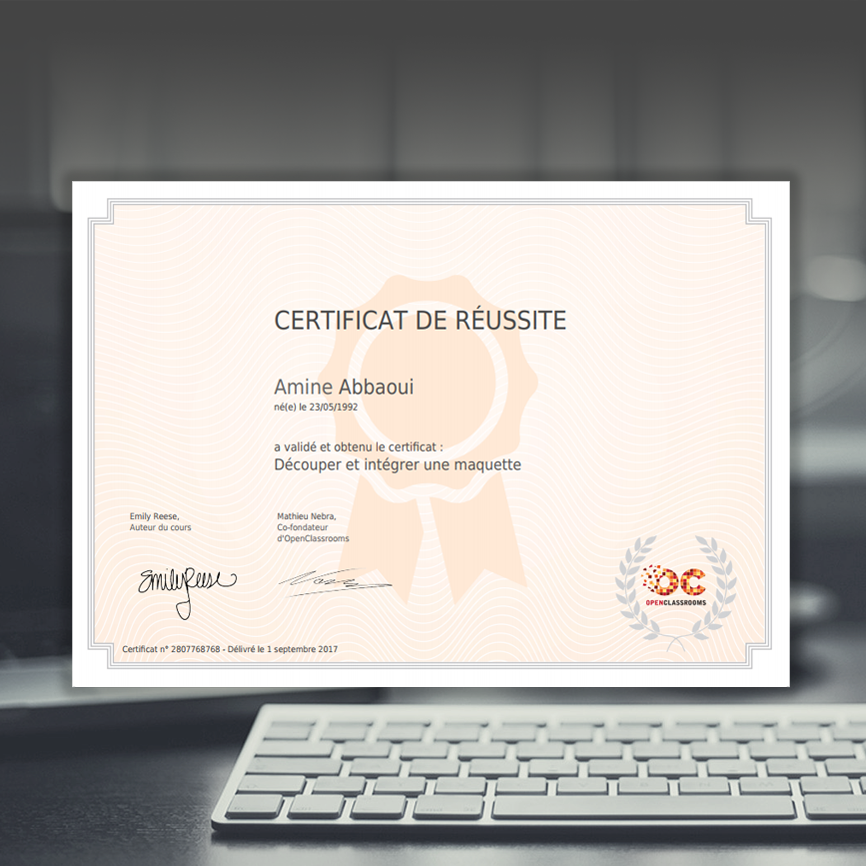 CERTIFICAT DE RÉUSSITE
Amine Abbaoui
né(e) le 23/05/1992
a validé et obtenu le certificat :
Découper et intégrer une maquette
Emily Reese,
Auteur du cours
Mathieu Nebra,
Co-fondateur
d'OpenClassrooms
EmilyReese
OC
OPENCLASSROOMS
Certificat n° 2807768768 - Délivré le 1 septembre 2017